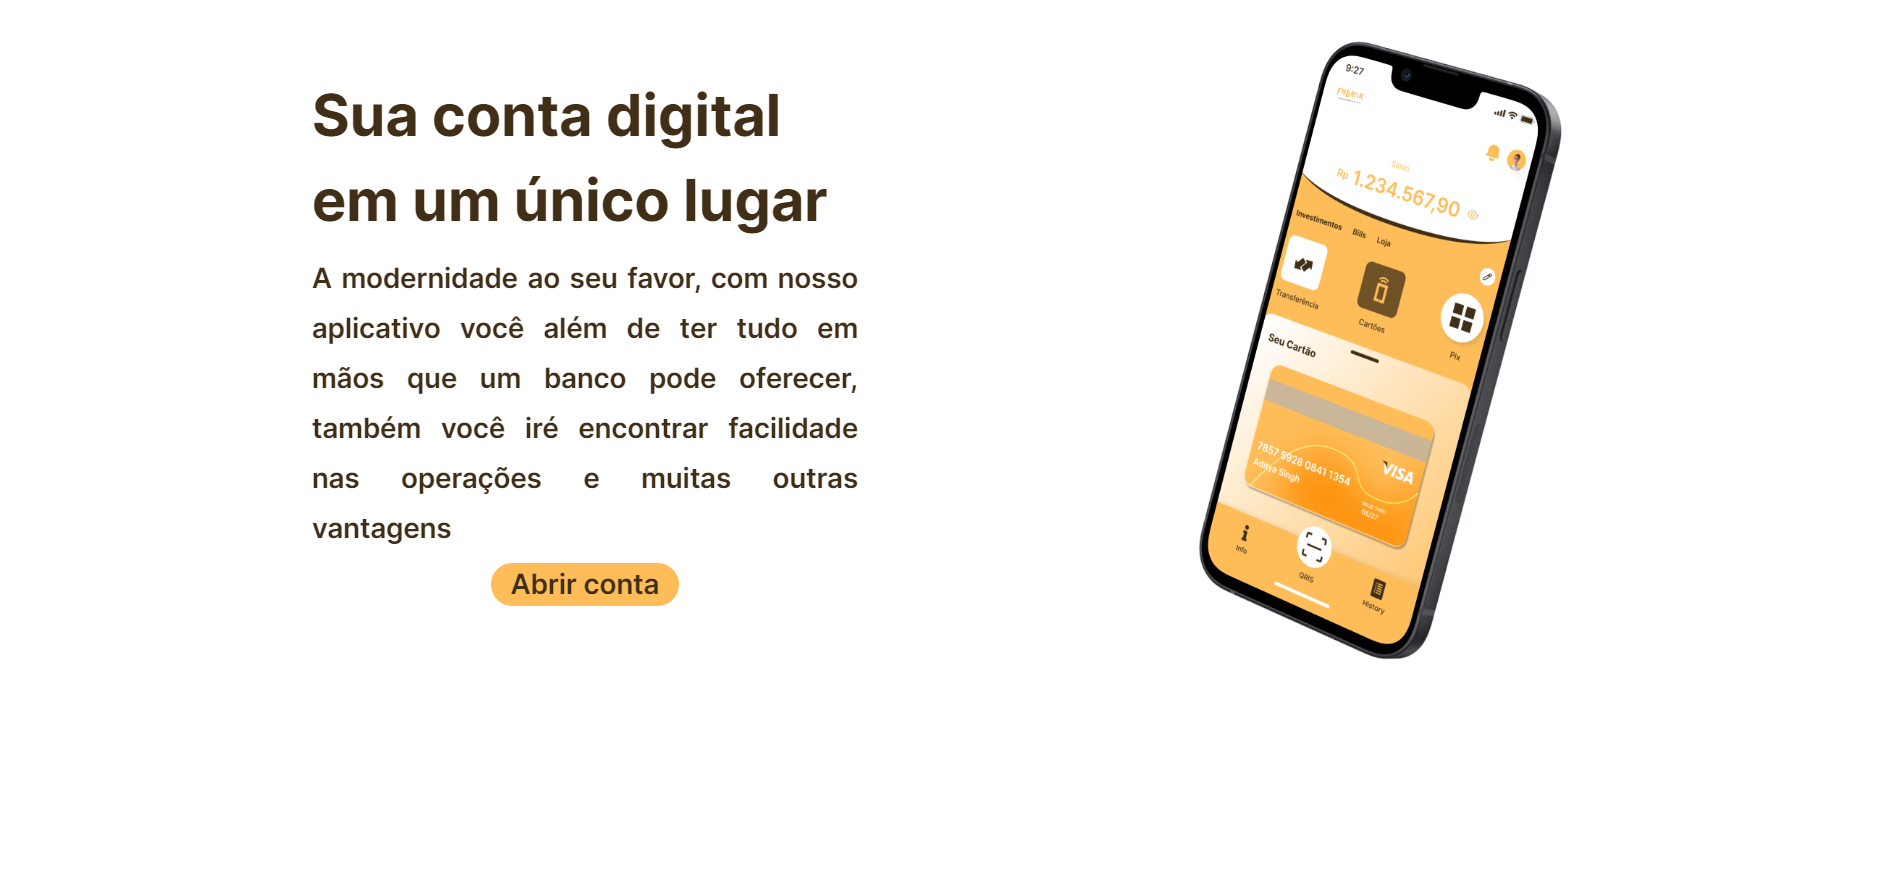 Sua conta digital
em um único lugar
A modernidade ao seu favor, com nosso
aplicativo você além de ter tudo em
mãos que um banco pode oferecer,
também você iré encontrar facilidade
nas operações e muitas outras
vantagens
Abrir conta
9:27
Saldo
Rp 1.234.567,90
Investimentos Bills Loja
Transferência
Cartões
Pix
Seu Cartão
7857 5928 0841 1354
Aditya Singh
VISA
VALID THRU
05/27
Info
QRIS
History